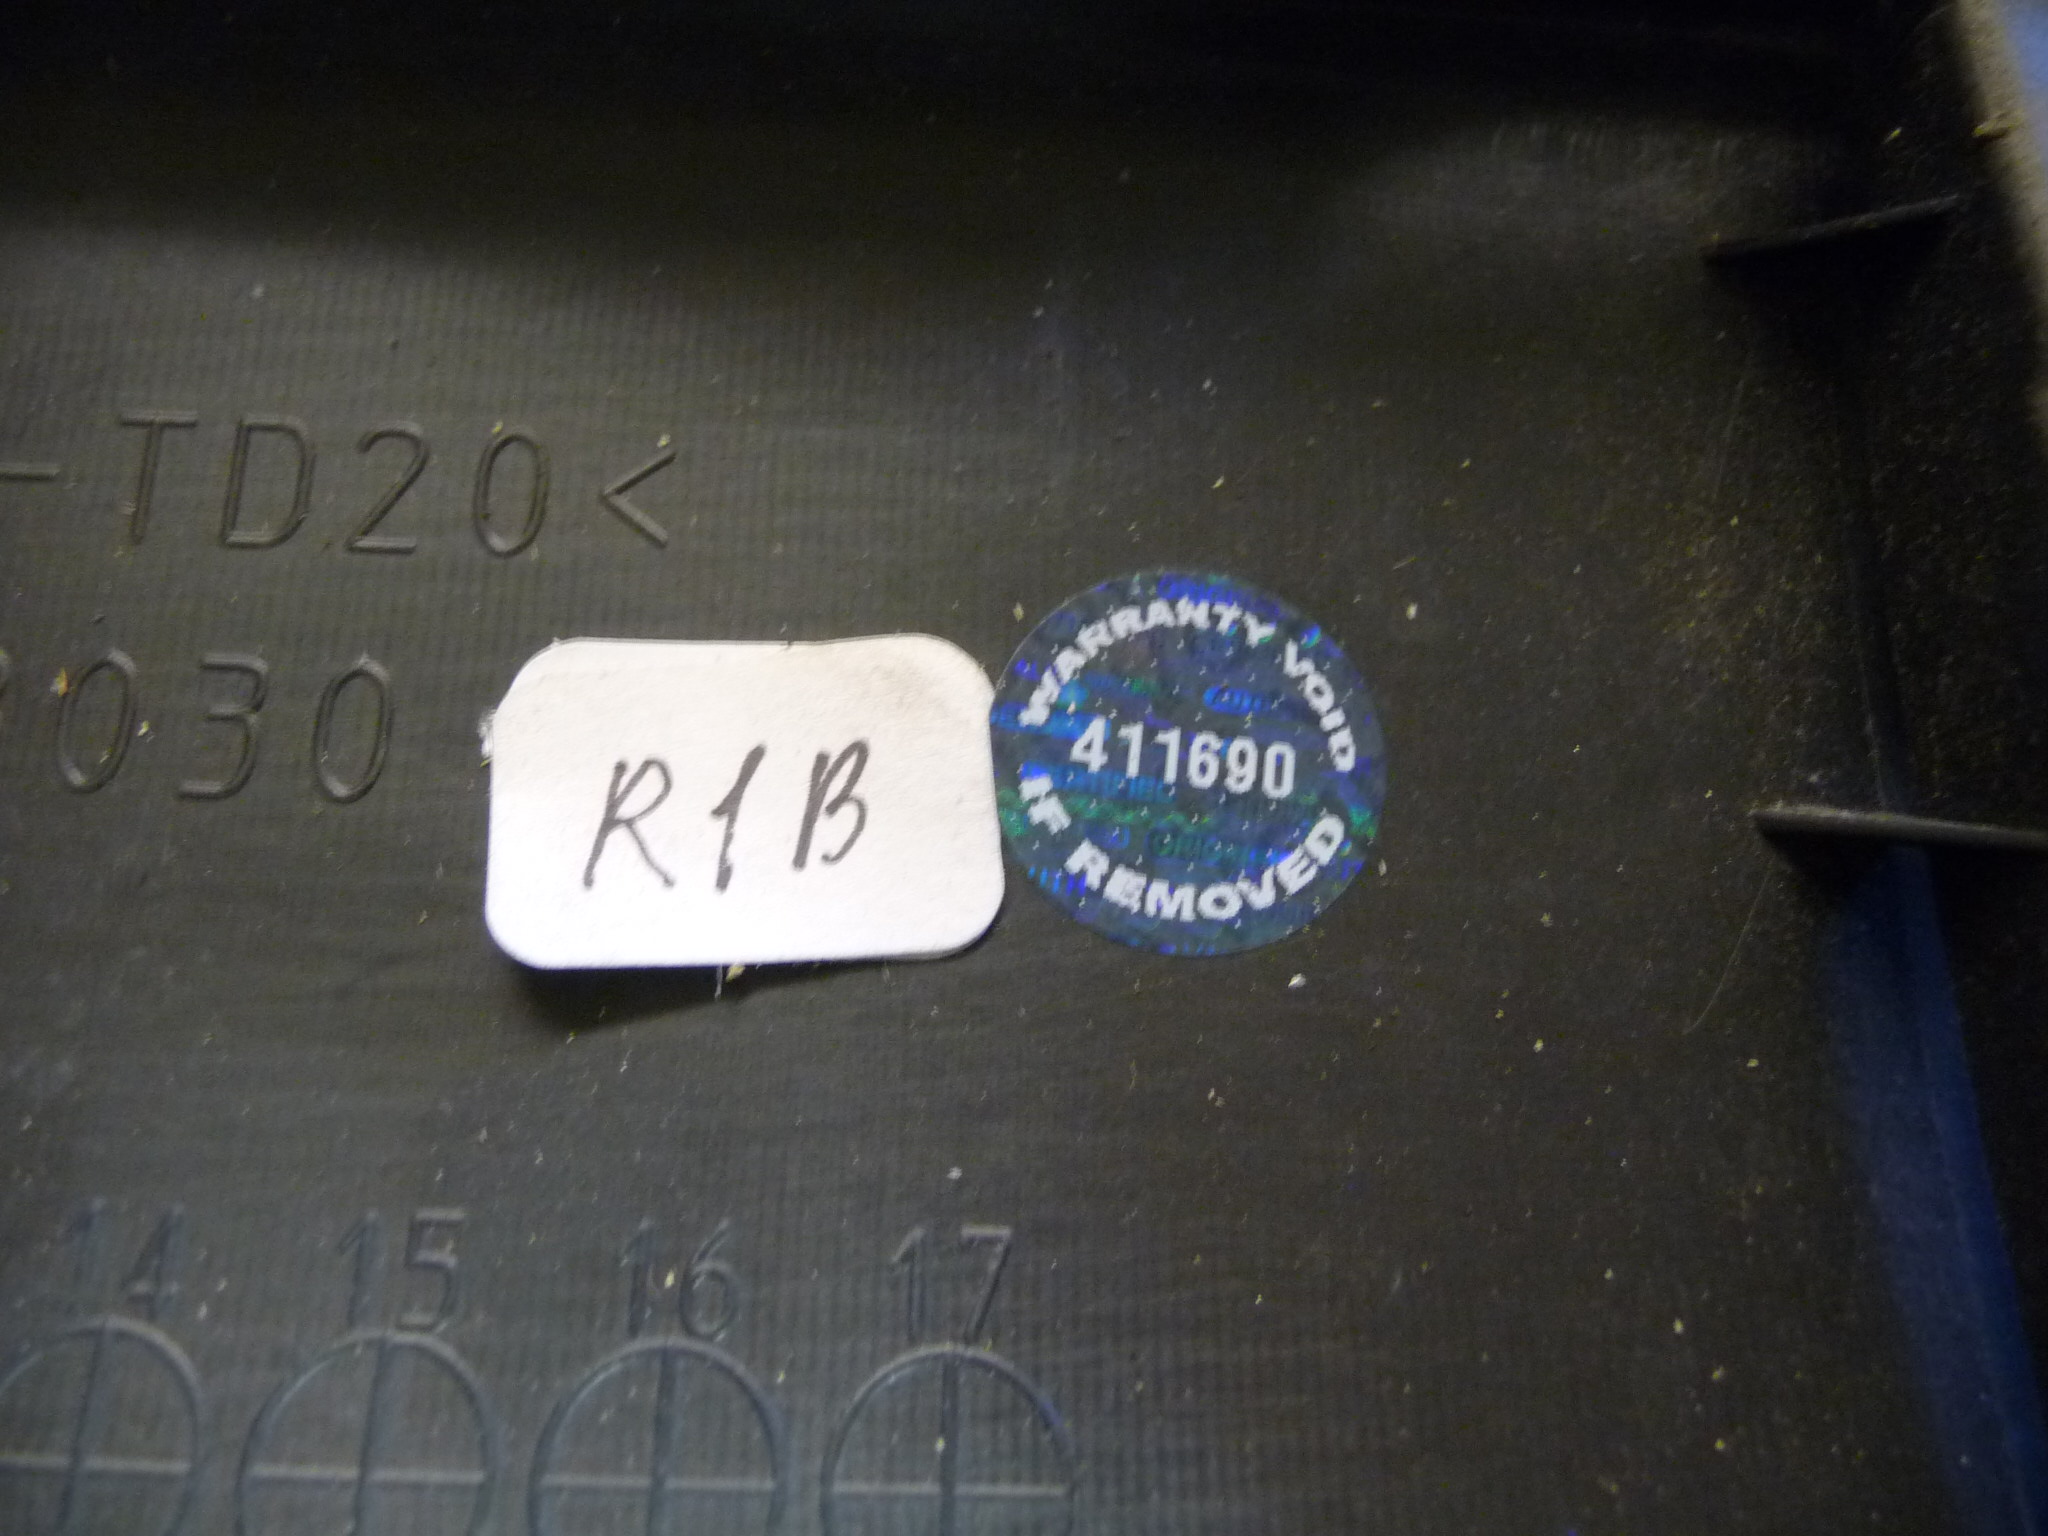 -TD20<
030
R1B
WARRANTY VOID
411690
IF REMOVED
14 15 16 17